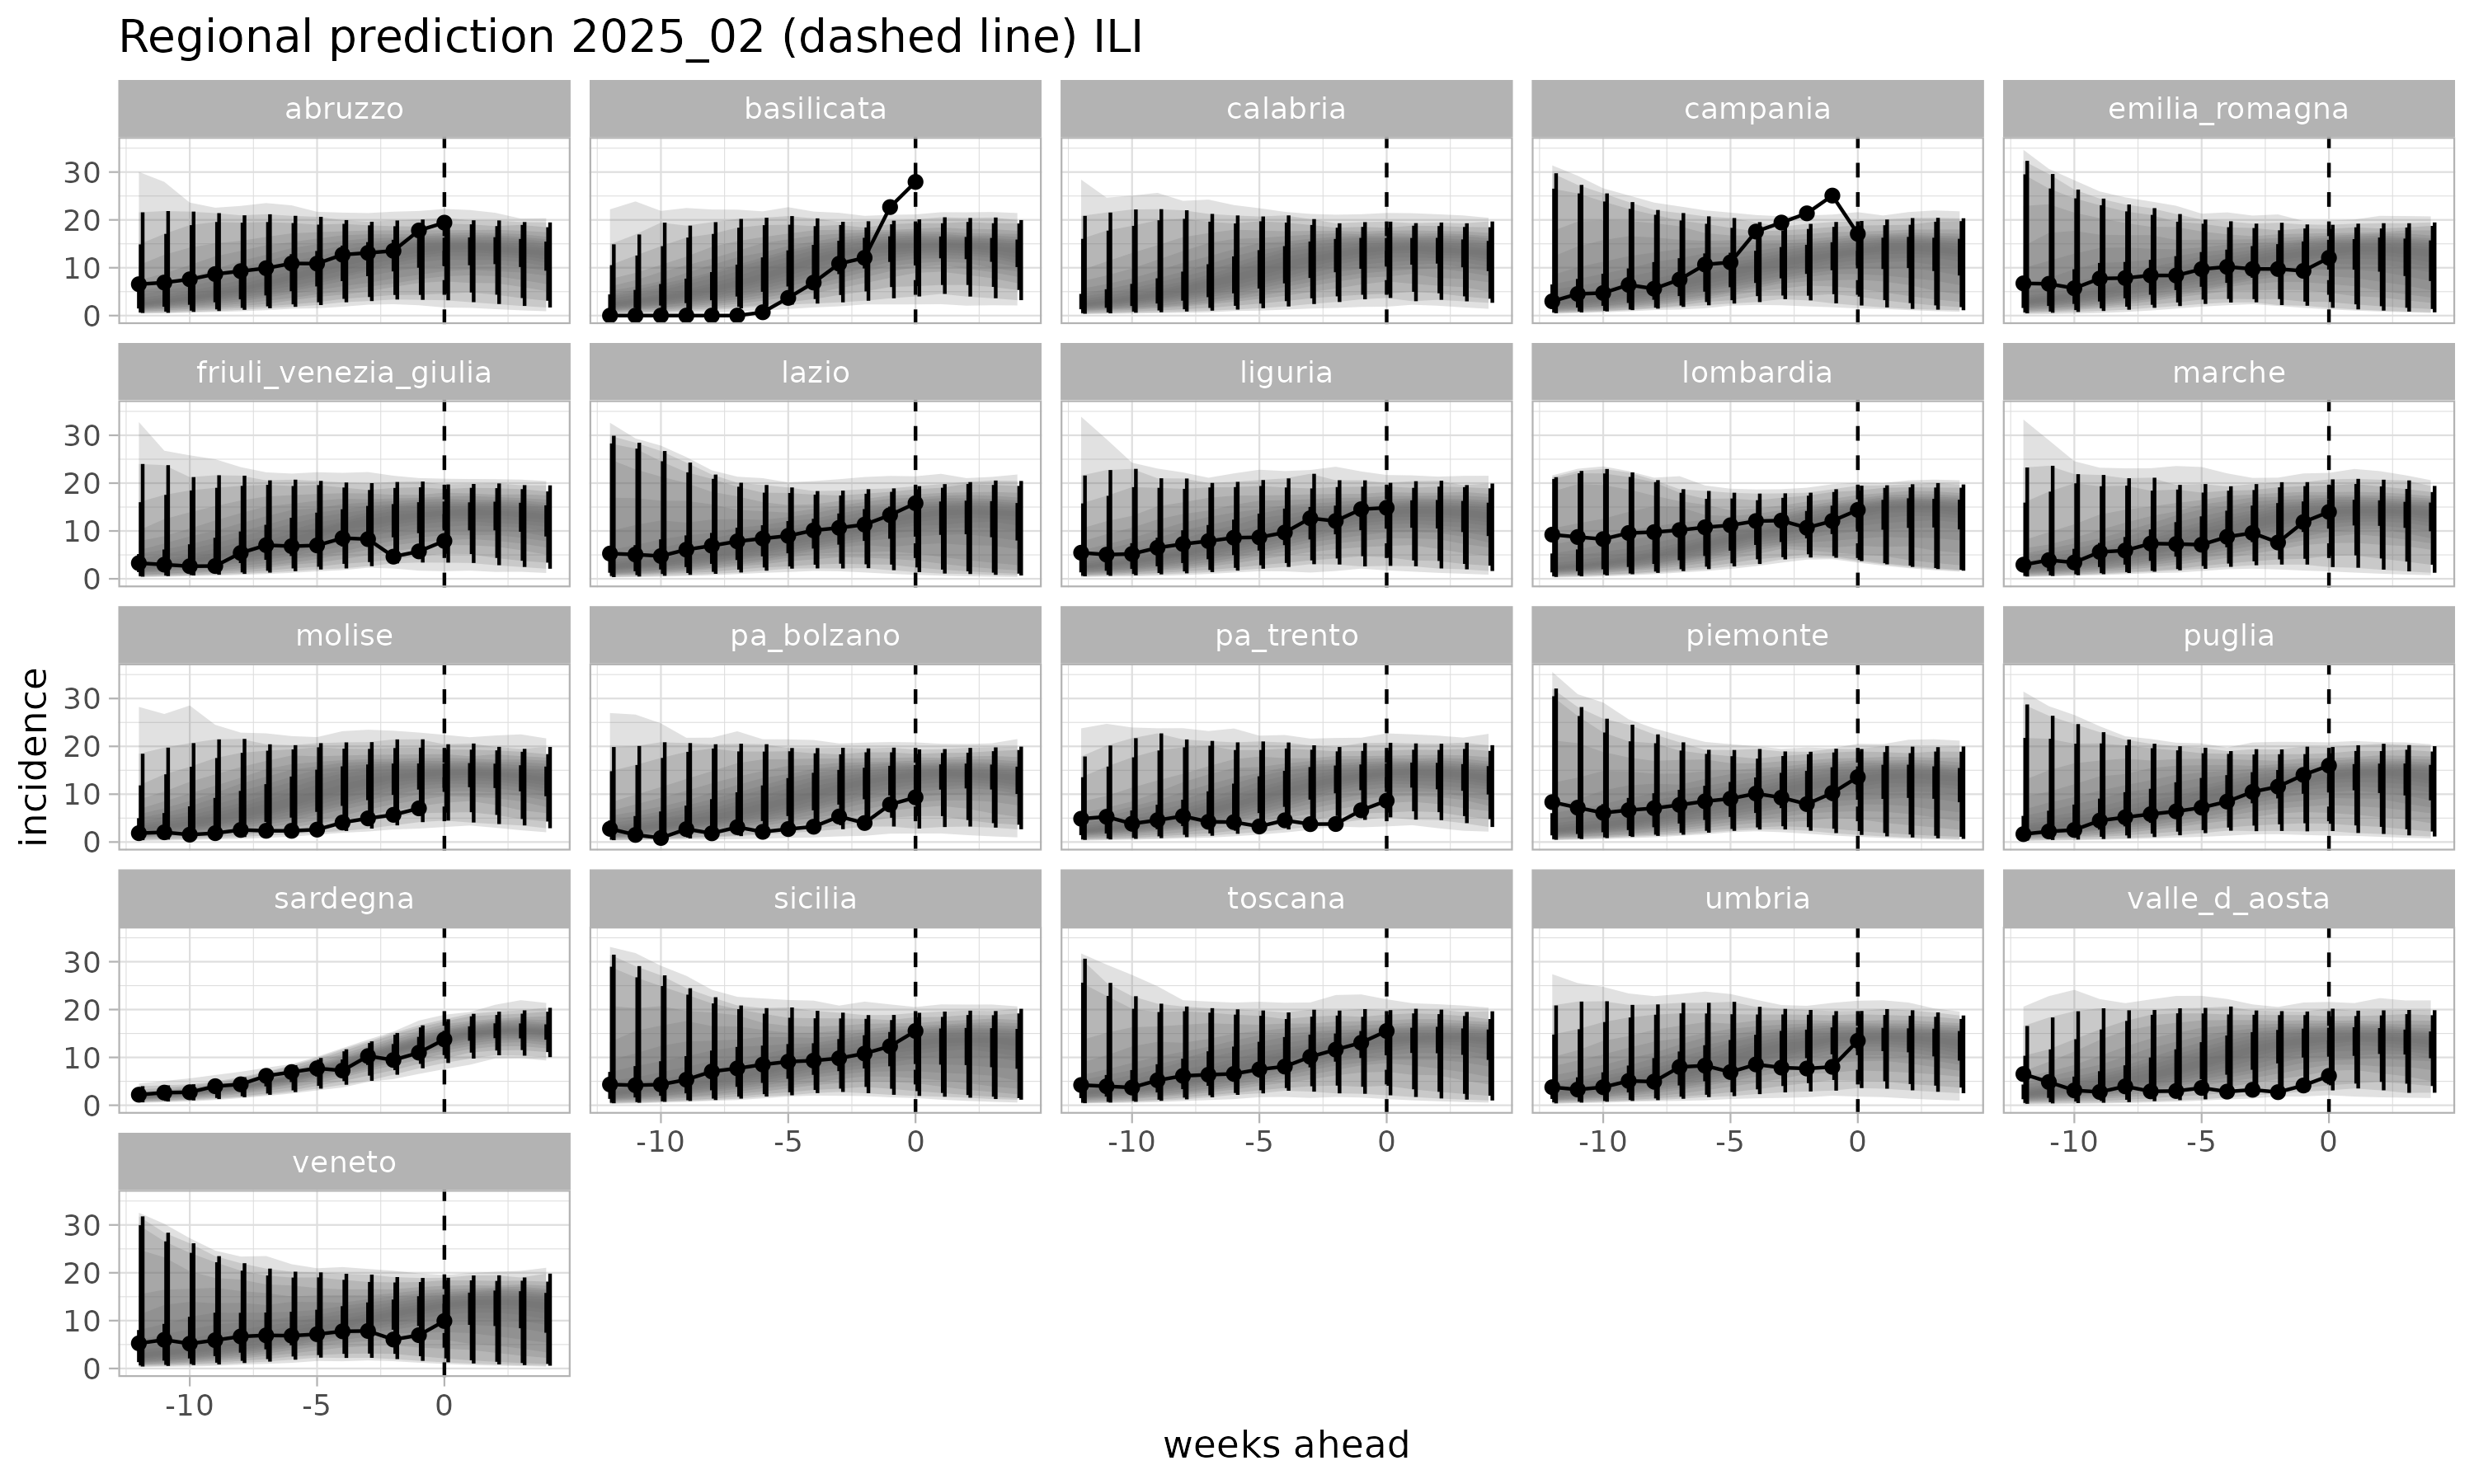 Regional prediction 2025_02 (dashed line) ILI
abruzzo
basilicata
calabria
campania
emilia_romagna
30
20
10
0
friuli_venezia_giulia
lazio
liguria
lombardia
marche
30
20
10
0
molise
pa_bolzano
pa_trento
piemonte
puglia
30
20
10
0
incidence
sardegna
sicilia
toscana
umbria
valle_d_aosta
30
20
10
0
-10 -5 0
-10 -5 0
-10 -5 0
-10 -5 0
veneto
30
20
10
0
-10 -5 0
weeks ahead